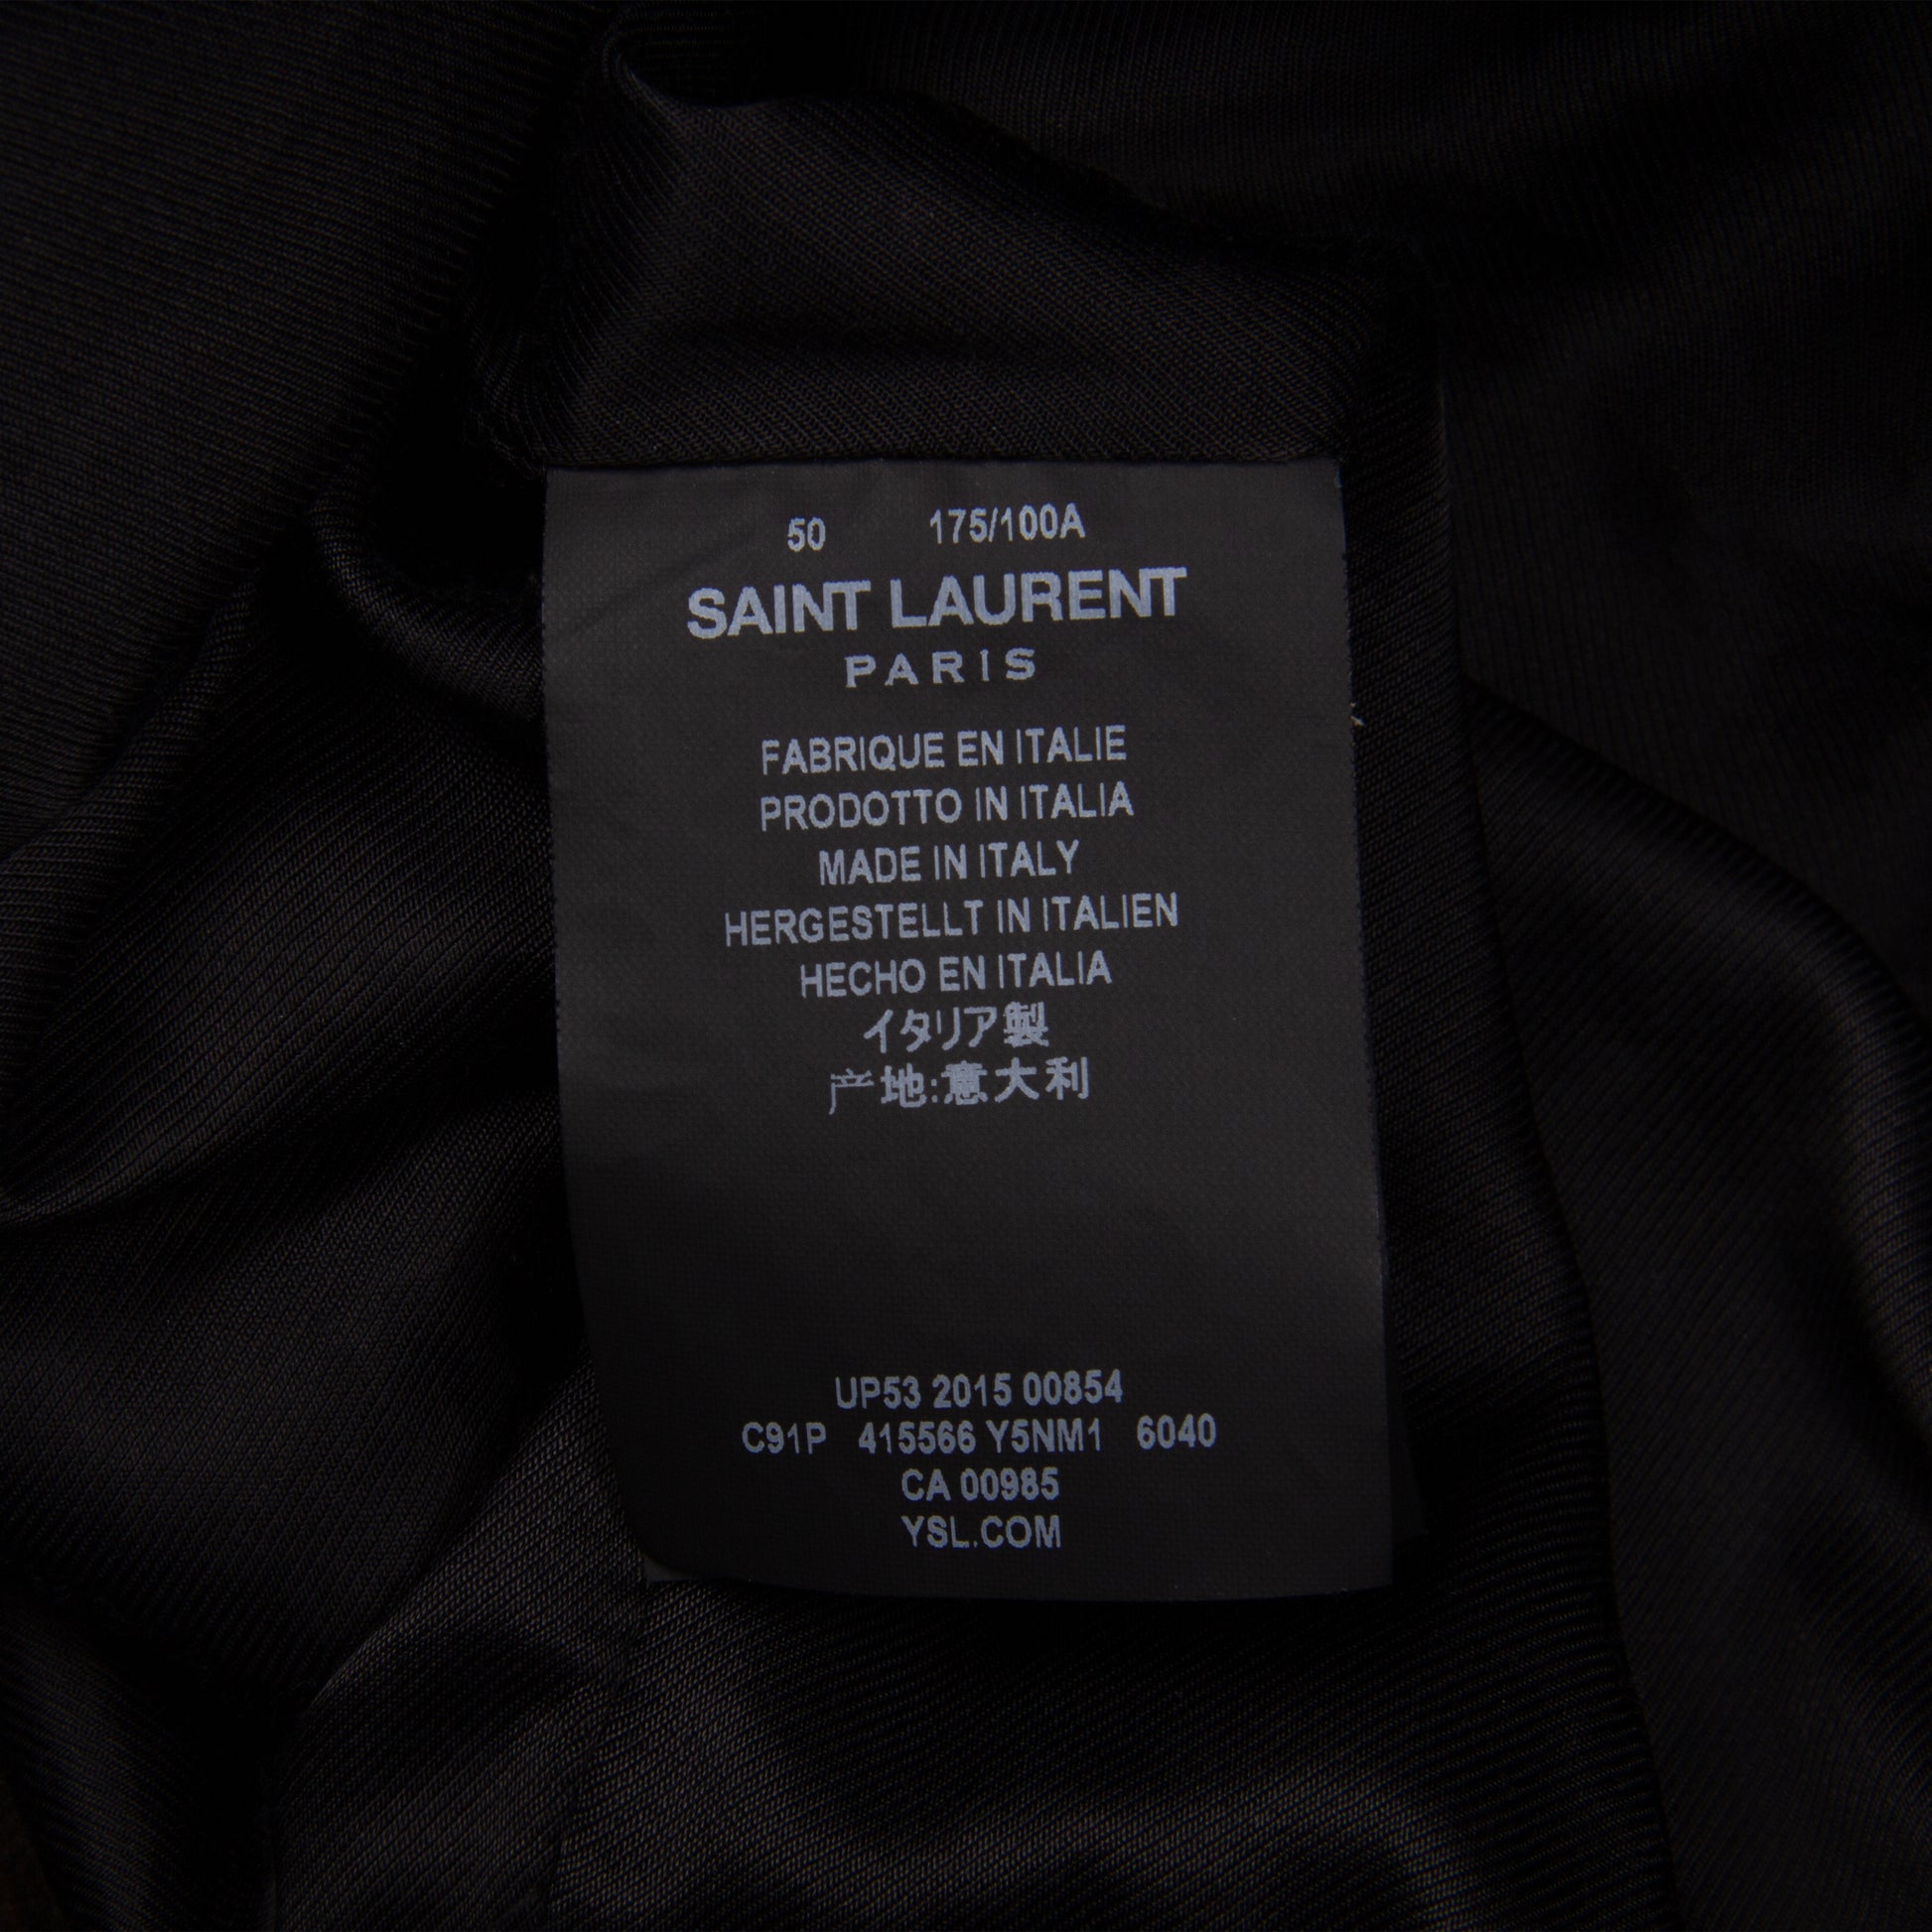 50 175/100A
SAINT LAURENT
PARIS
FABRIQUE EN ITALIE
PRODOTTO IN ITALIA
MADE IN ITALY
HERGESTELLT IN ITALIEN
HECHO EN ITALIA
イタリア製
产地:意大利
UP53 2015 00854
C91P 415566 Y5NM1 6040
CA 00985
YSL.COM